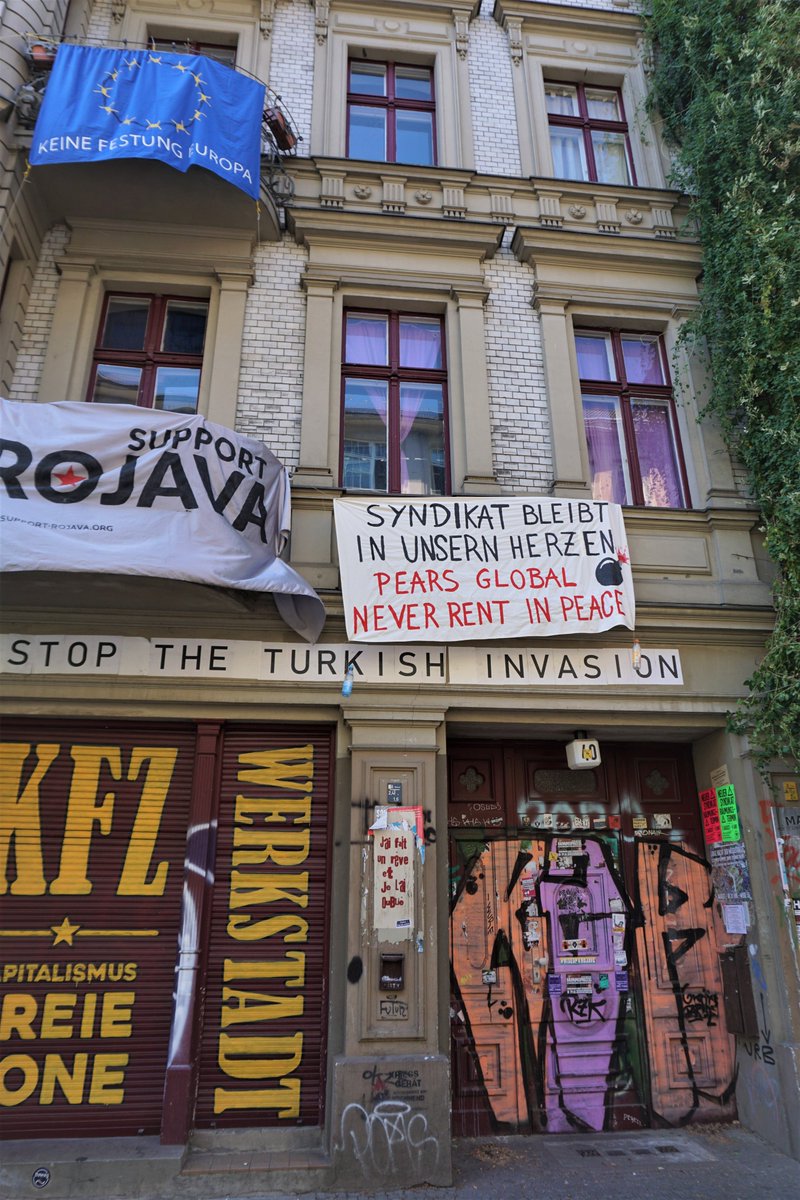 KEINE FESTUNG EUROPA
SUPPORT
ROJAVA
SUPPORT-ROJAVA.ORG
SYNDIKAT BLEIBT
IN UNSERN HERZEN
PEARS GLOBAL
NEVER RENT IN PEACE
STOP THE TURKISH INVASION
40
KFZ
WERKSTADT
APITALISMUS
REIE
ONE
j'ai fait
un rêve
et
je l'ai
oublié